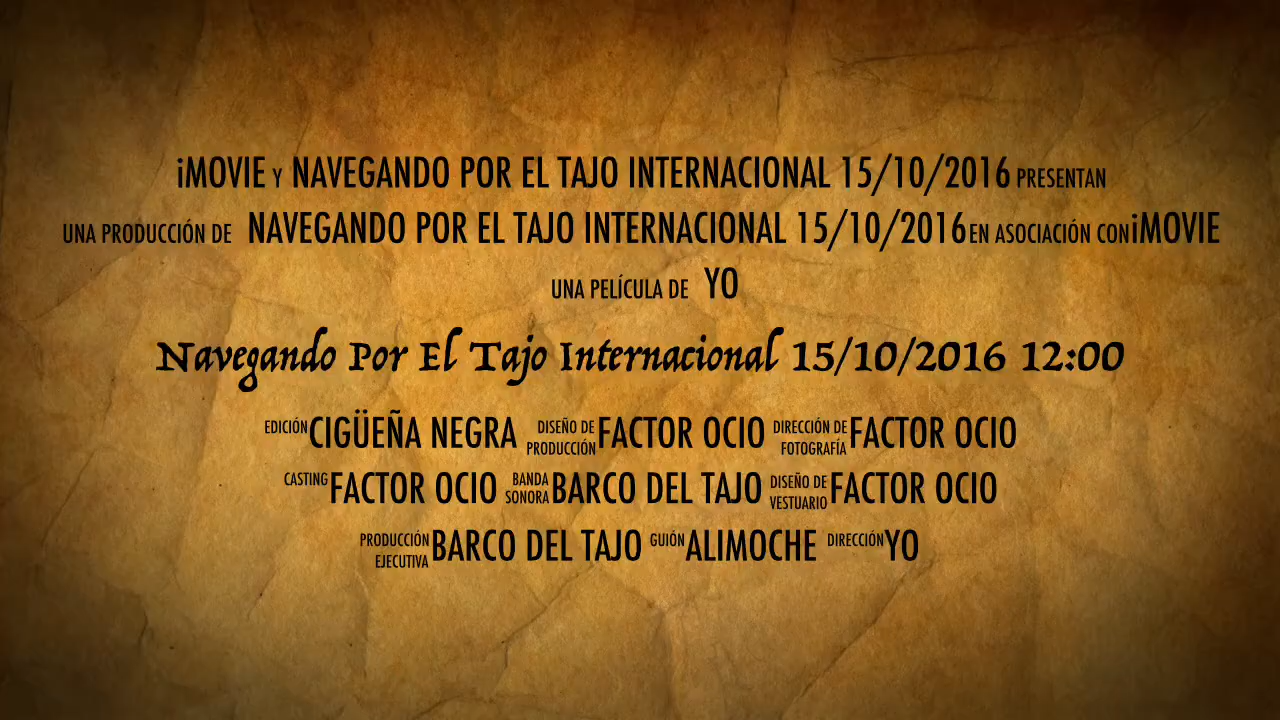 iMOVIE Y NAVEGANDO POR EL TAJO INTERNACIONAL 15/10/2016 PRESENTAN
UNA PRODUCCIÓN DE NAVEGANDO POR EL TAJO INTERNACIONAL 15/10/2016 EN ASOCIACIÓN CON iMOVIE
UNA PELÍCULA DE YO
Navegando Por El Tajo Internacional 15/10/2016 12:00
EDICIÓN CIGÜEÑA NEGRA DISEÑO DE PRODUCCIÓN FACTOR OCIO DIRECCIÓN DE FOTOGRAFÍA FACTOR OCIO
CASTING FACTOR OCIO BANDA SONORA BARCO DEL TAJO DISEÑO DE VESTUARIO FACTOR OCIO
PRODUCCIÓN EJECUTIVA BARCO DEL TAJO GUIÓN ALIMOCHE DIRECCIÓN YO